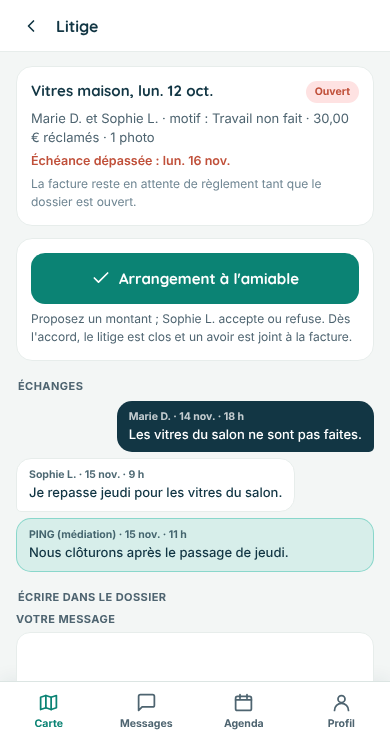 Litige
Vitres maison, lun. 12 oct.
Ouvert
Marie D. et Sophie L. · motif : Travail non fait · 30,00
€ réclamés · 1 photo
Échéance dépassée : lun. 16 nov.
La facture reste en attente de règlement tant que le
dossier est ouvert.
Arrangement à l'amiable
Proposez un montant ; Sophie L. accepte ou refuse. Dès
l'accord, le litige est clos et un avoir est joint à la facture.
ÉCHANGES
Marie D. · 14 nov. · 18 h
Les vitres du salon ne sont pas faites.
Sophie L. · 15 nov. · 9 h
Je repasse jeudi pour les vitres du salon.
PING (médiation) · 15 nov. · 11 h
Nous clôturons après le passage de jeudi.
ÉCRIRE DANS LE DOSSIER
VOTRE MESSAGE
Carte
Messages
Agenda
Profil